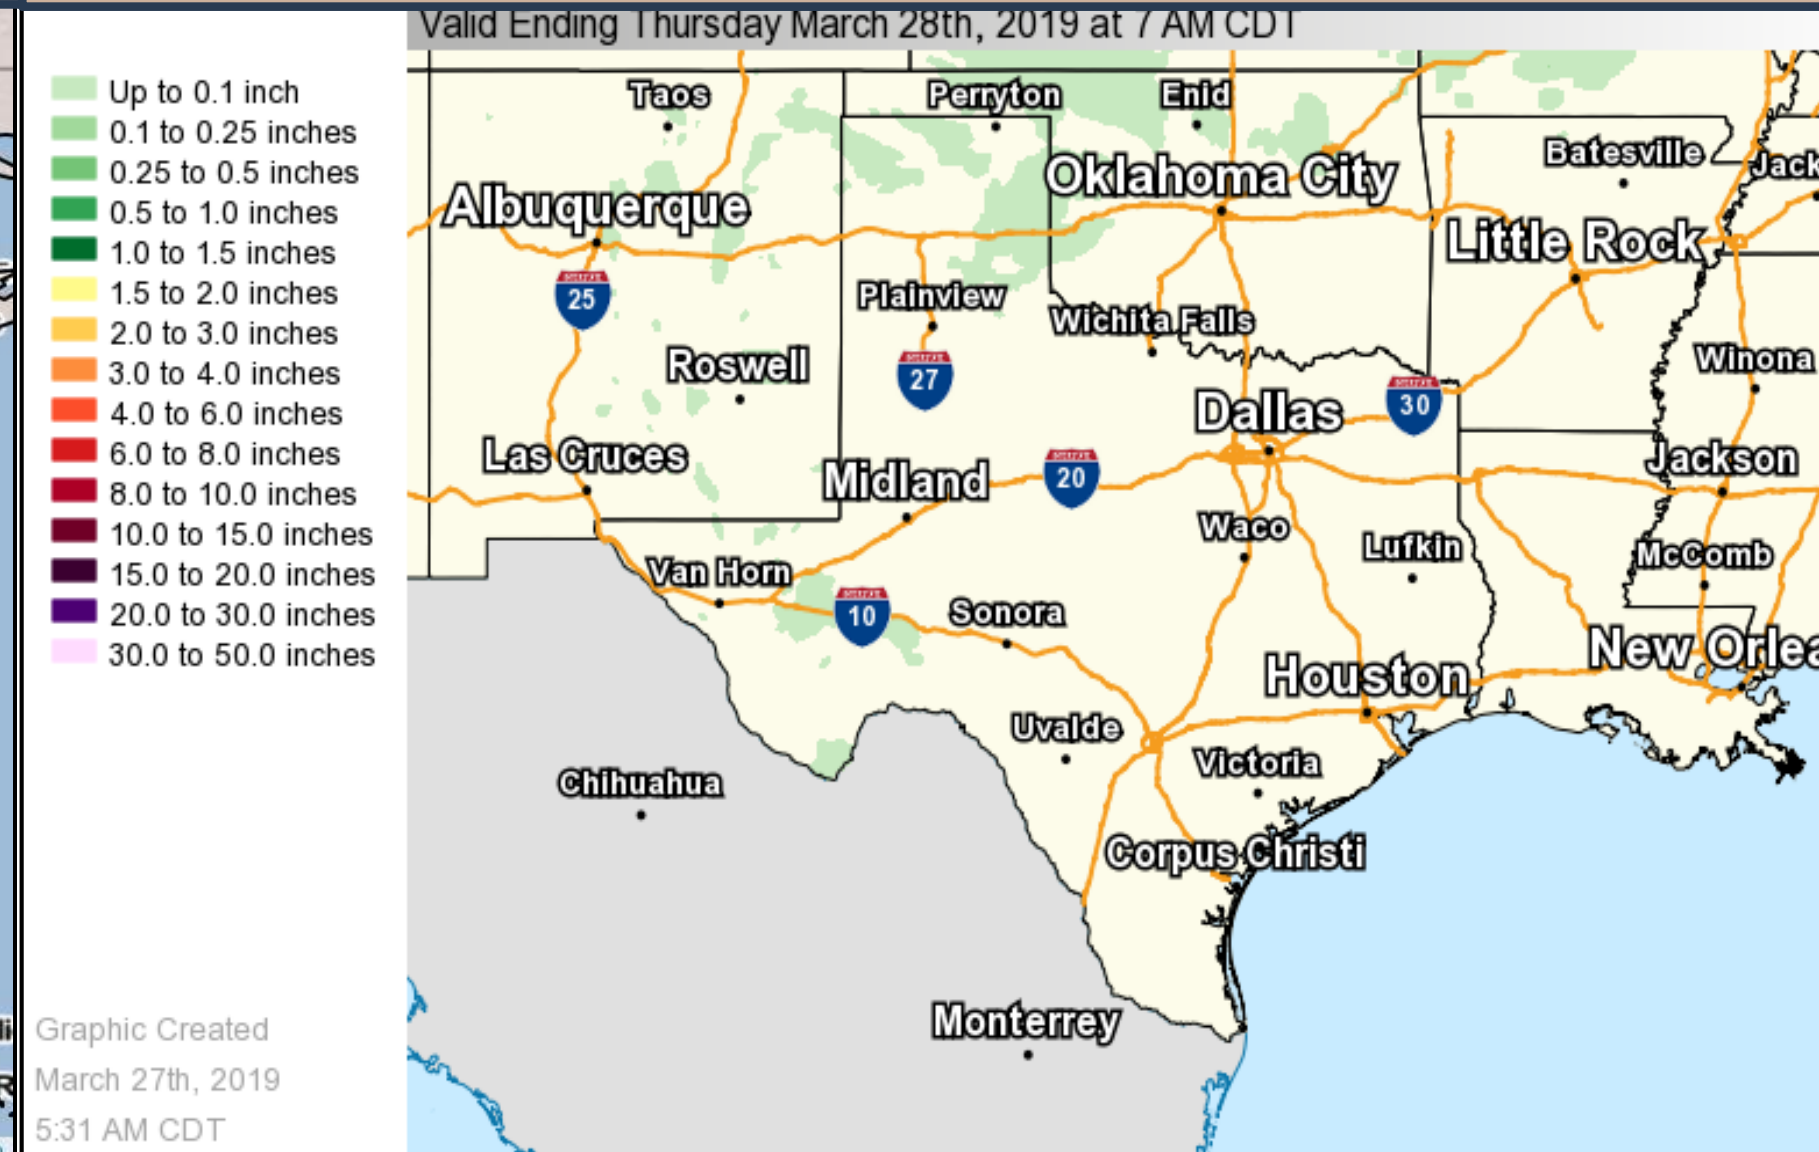 Valid Ending Thursday March 28th, 2019 at 7 AM CDT
Up to 0.1 inch
0.1 to 0.25 inches
0.25 to 0.5 inches
0.5 to 1.0 inches
1.0 to 1.5 inches
1.5 to 2.0 inches
2.0 to 3.0 inches
3.0 to 4.0 inches
4.0 to 6.0 inches
6.0 to 8.0 inches
8.0 to 10.0 inches
10.0 to 15.0 inches
15.0 to 20.0 inches
20.0 to 30.0 inches
30.0 to 50.0 inches
Graphic Created
March 27th, 2019
5:31 AM CDT
Taos
Perryton
Enid
Batesville
Jack
Oklahoma City
Albuquerque
Little Rock
25
Plainview
Wichita Falls
Winona
Roswell
27
30
Dallas
Las Cruces
Midland
20
Jackson
Waco
Lufkin
McComb
Van Horn
10
Sonora
New Orlea
Houston
Uvalde
Victoria
Chihuahua
Corpus Christi
Monterrey